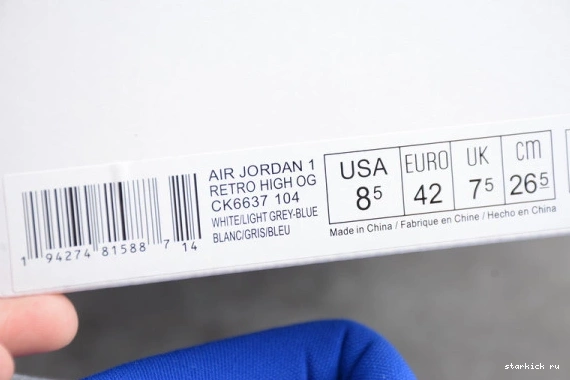 AIR JORDAN 1
RETRO HIGH OG
CK6637 104
WHITE/LIGHT GREY-BLUE
BLANC/GRIS/BLEU
1 94274 81588 7 14
USA EURO UK cm
8⁵ 42 7⁵ 26⁵
Made in China / Fabrique en Chine / Hecho en China
starkick ru